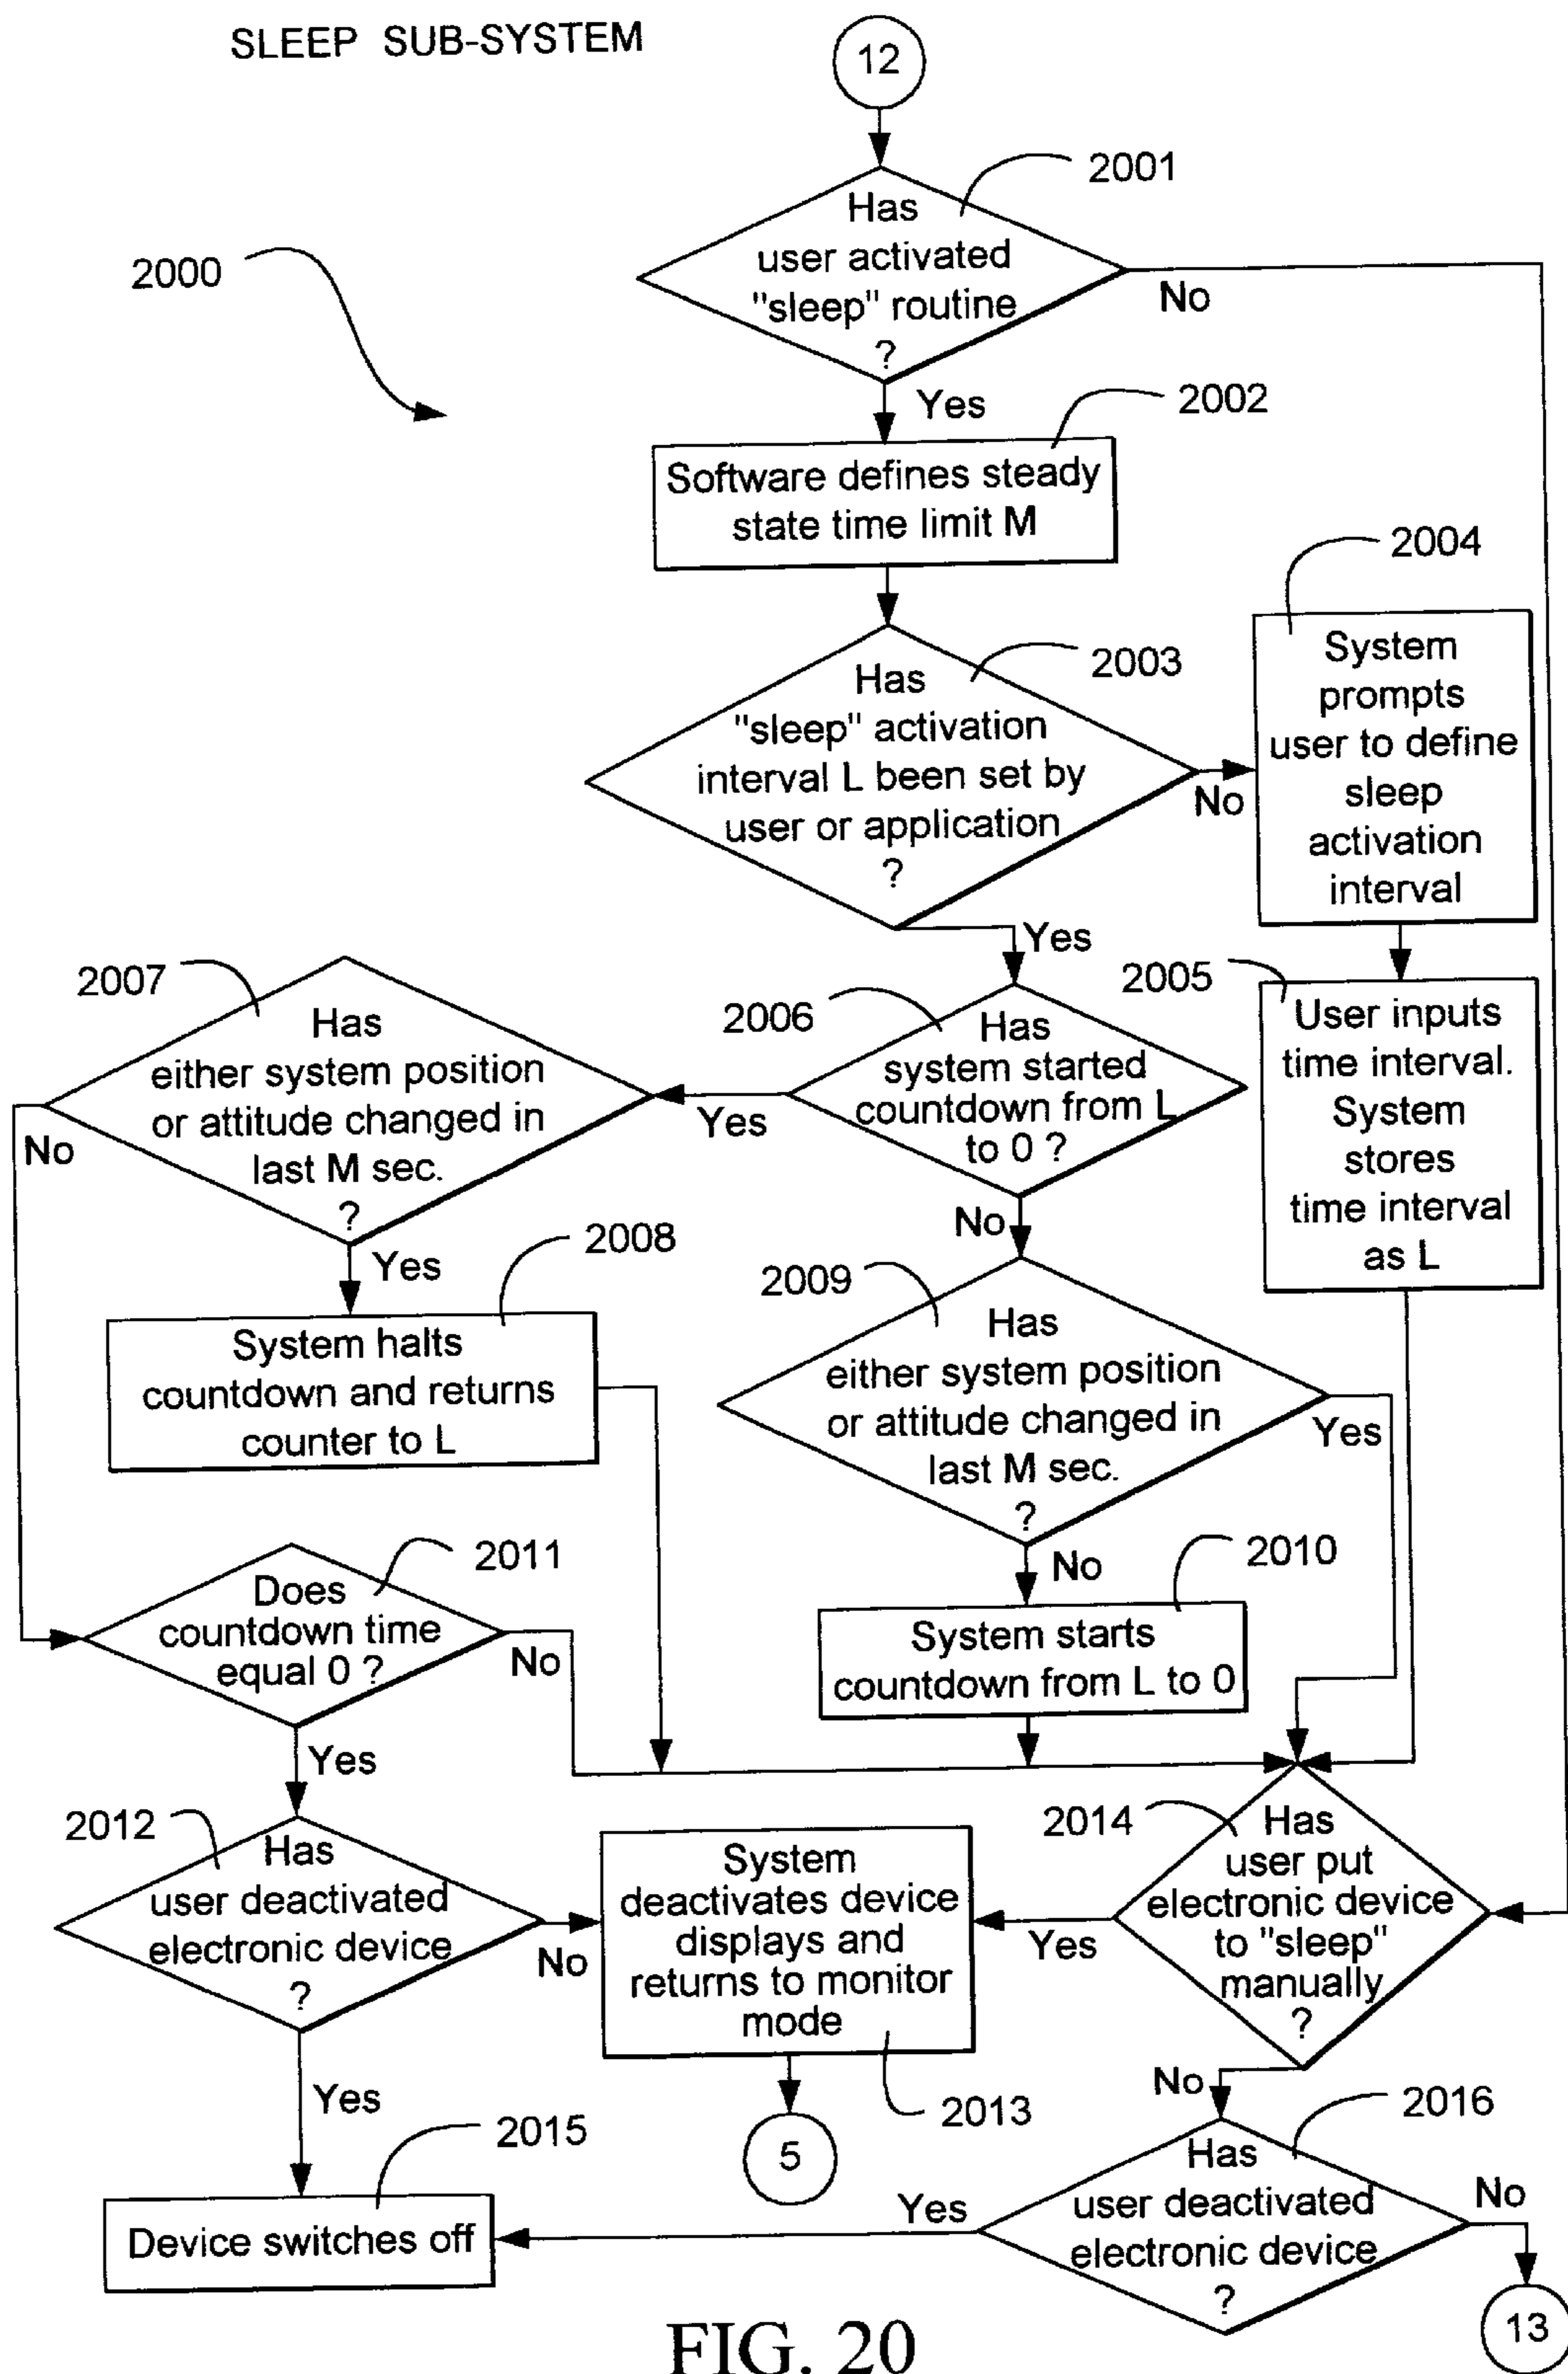 SLEEP SUB-SYSTEM
12
2001
Has
user activated
"sleep" routine
?
No
2000
Yes
2002
Software defines steady
state time limit M
2004
System
prompts
user to define
sleep
activation
interval
2003
Has
"sleep" activation
interval L been set by
user or application
?
No
Yes
2007
Has
either system position
or attitude changed in
last M sec.
?
No
Yes
2006
Has
system started
countdown from L
to 0 ?
Yes
No
2005
User inputs
time interval.
System
stores
time interval
as L
2008
System halts
countdown and returns
counter to L
2009
Has
either system position
or attitude changed in
last M sec.
?
Yes
No
2010
System starts
countdown from L to 0
2011
Does
countdown time
equal 0 ?
No
Yes
2012
Has
user deactivated
electronic device
?
No
Yes
System
deactivates device
displays and
returns to monitor
mode
2013
5
2014
Has
user put
electronic device
to "sleep"
manually
?
Yes
No
2015
Device switches off
2016
Has
user deactivated
electronic device
?
Yes
No
13
FIG. 20